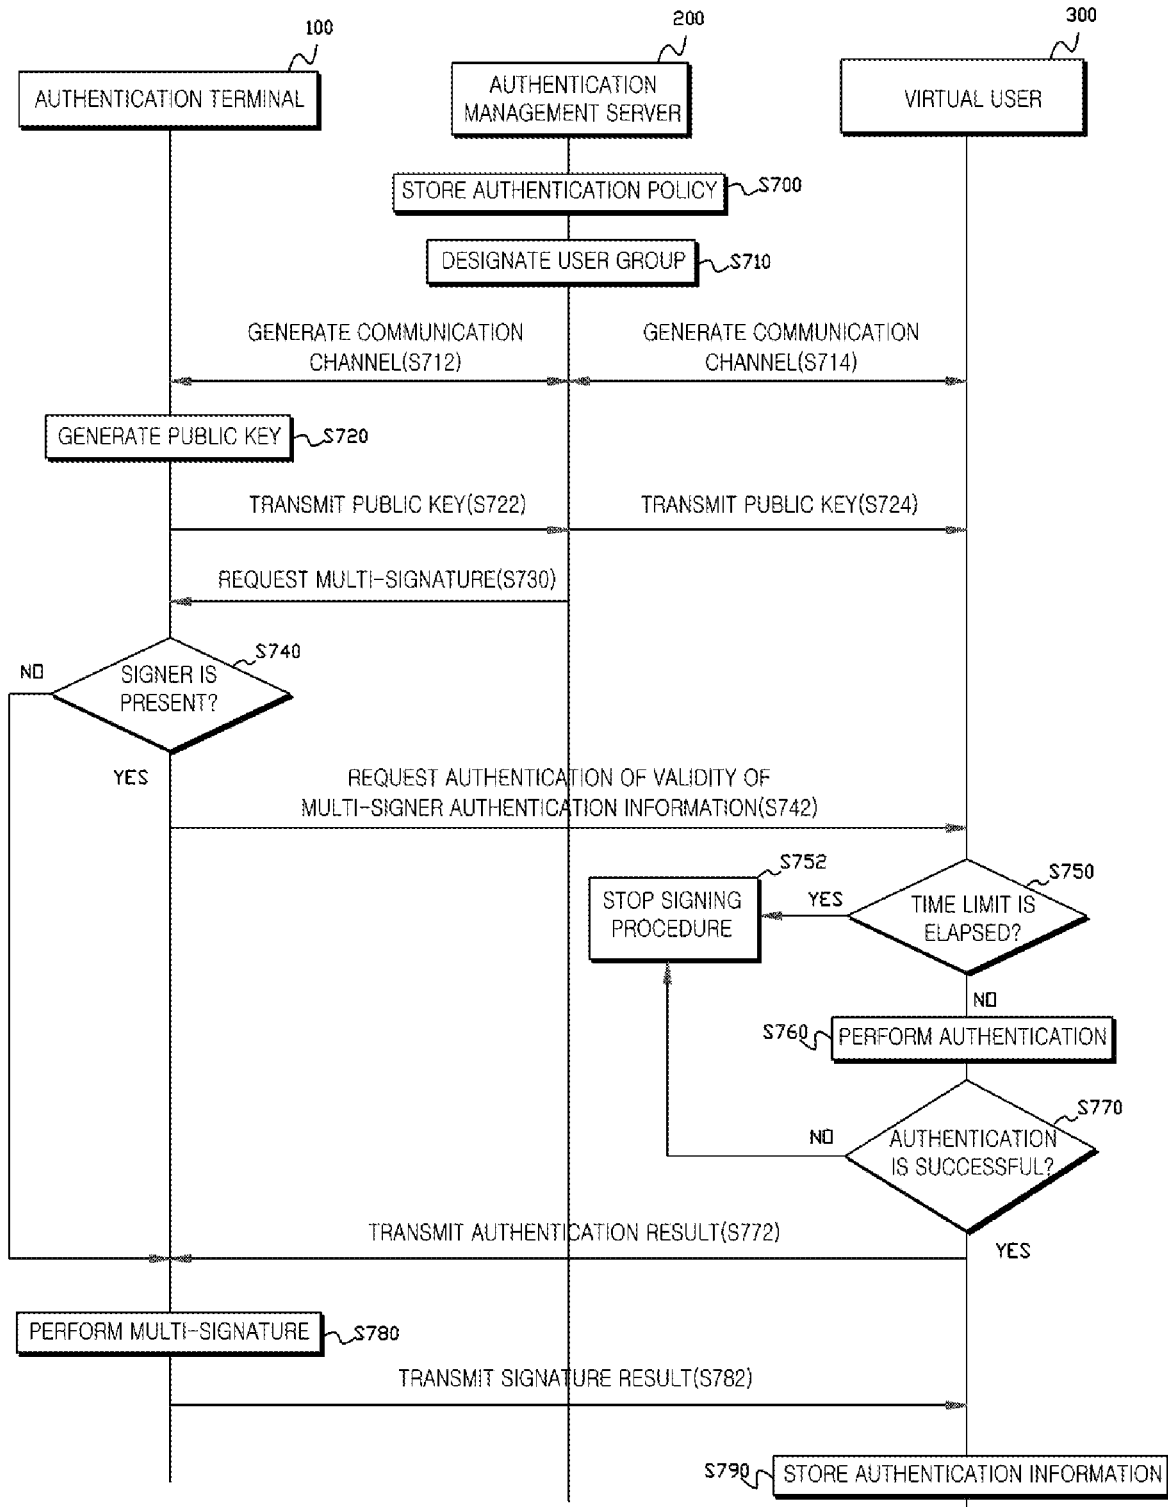 100
200
300
AUTHENTICATION TERMINAL
AUTHENTICATION
MANAGEMENT SERVER
VIRTUAL USER
STORE AUTHENTICATION POLICY
S700
DESIGNATE USER GROUP
S710
GENERATE COMMUNICATION
CHANNEL(S712)
GENERATE COMMUNICATION
CHANNEL(S714)
GENERATE PUBLIC KEY
S720
TRANSMIT PUBLIC KEY(S722)
TRANSMIT PUBLIC KEY(S724)
REQUEST MULTI-SIGNATURE(S730)
S740
NO
SIGNER IS
PRESENT?
YES
REQUEST AUTHENTICATION OF VALIDITY OF
MULTI-SIGNER AUTHENTICATION INFORMATION(S742)
S752
S750
STOP SIGNING
PROCEDURE
YES
TIME LIMIT IS
ELAPSED?
NO
S760
PERFORM AUTHENTICATION
S770
NO
AUTHENTICATION
IS SUCCESSFUL?
TRANSMIT AUTHENTICATION RESULT(S772)
YES
PERFORM MULTI-SIGNATURE
S780
TRANSMIT SIGNATURE RESULT(S782)
S790
STORE AUTHENTICATION INFORMATION